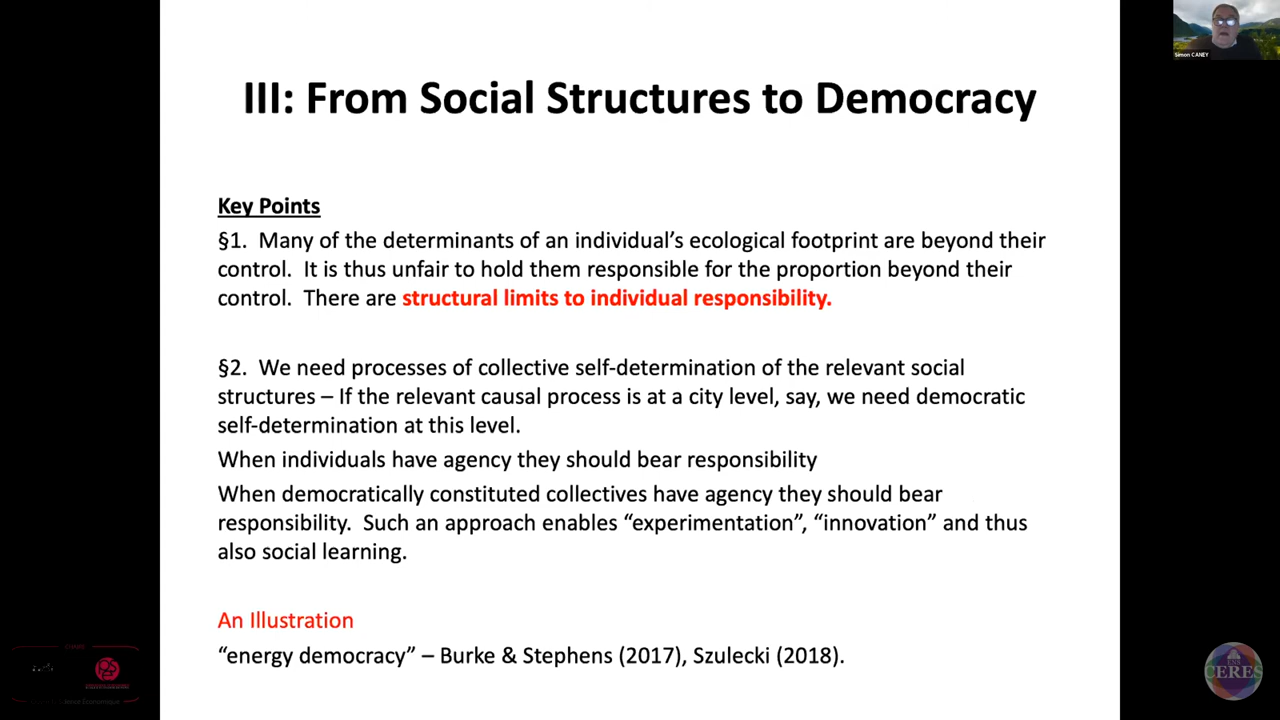 Simon CANEY
III: From Social Structures to Democracy
Key Points
§1. Many of the determinants of an individual’s ecological footprint are beyond their
control. It is thus unfair to hold them responsible for the proportion beyond their
control. There are structural limits to individual responsibility.
§2. We need processes of collective self-determination of the relevant social
structures – If the relevant causal process is at a city level, say, we need democratic
self-determination at this level.
When individuals have agency they should bear responsibility
When democratically constituted collectives have agency they should bear
responsibility. Such an approach enables “experimentation”, “innovation” and thus
also social learning.
An Illustration
“energy democracy” – Burke & Stephens (2017), Szulecki (2018).
ENS
CERES